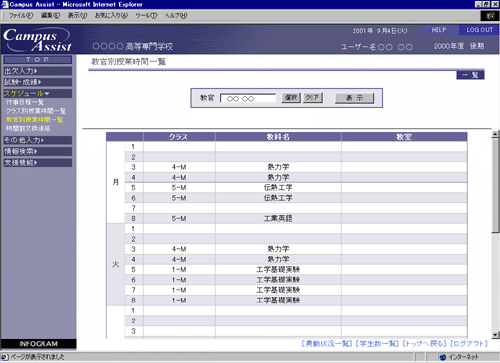 Campus Assist - Microsoft Internet Explorer
ファイル(F) 編集(E) 表示(V) お気に入り(A) ツール(T) ヘルプ(H)
Campus Assist
2001年 9月4日(火) HELP LOG OUT
○○○○高等専門学校 ユーザー名○○ ○○ 2000年度 後期
TOP
出欠入力
試験・成績
スケジュール
行事日程一覧
クラス別授業時間一覧
教官別授業時間一覧
時間割交換連絡
その他入力
情報検索
支援機能
INFOGRAM
教官別授業時間一覧
一覧
教官 ○○ ○○ 選択 クリア 表示
クラス 教科名 教室
月
1
2
3 4-M 熱力学
4 4-M 熱力学
5 5-M 伝熱工学
6 5-M 伝熱工学
7
8 5-M 工業英語
火
1
2
3 4-M 熱力学
4 4-M 熱力学
5 1-M 工学基礎実験
6 1-M 工学基礎実験
7 1-M 工学基礎実験
8 1-M 工学基礎実験
1
2
3
[異動状況一覧] [学生数一覧] [トップへ戻る] [ログアウト]
ページが表示されました インターネット